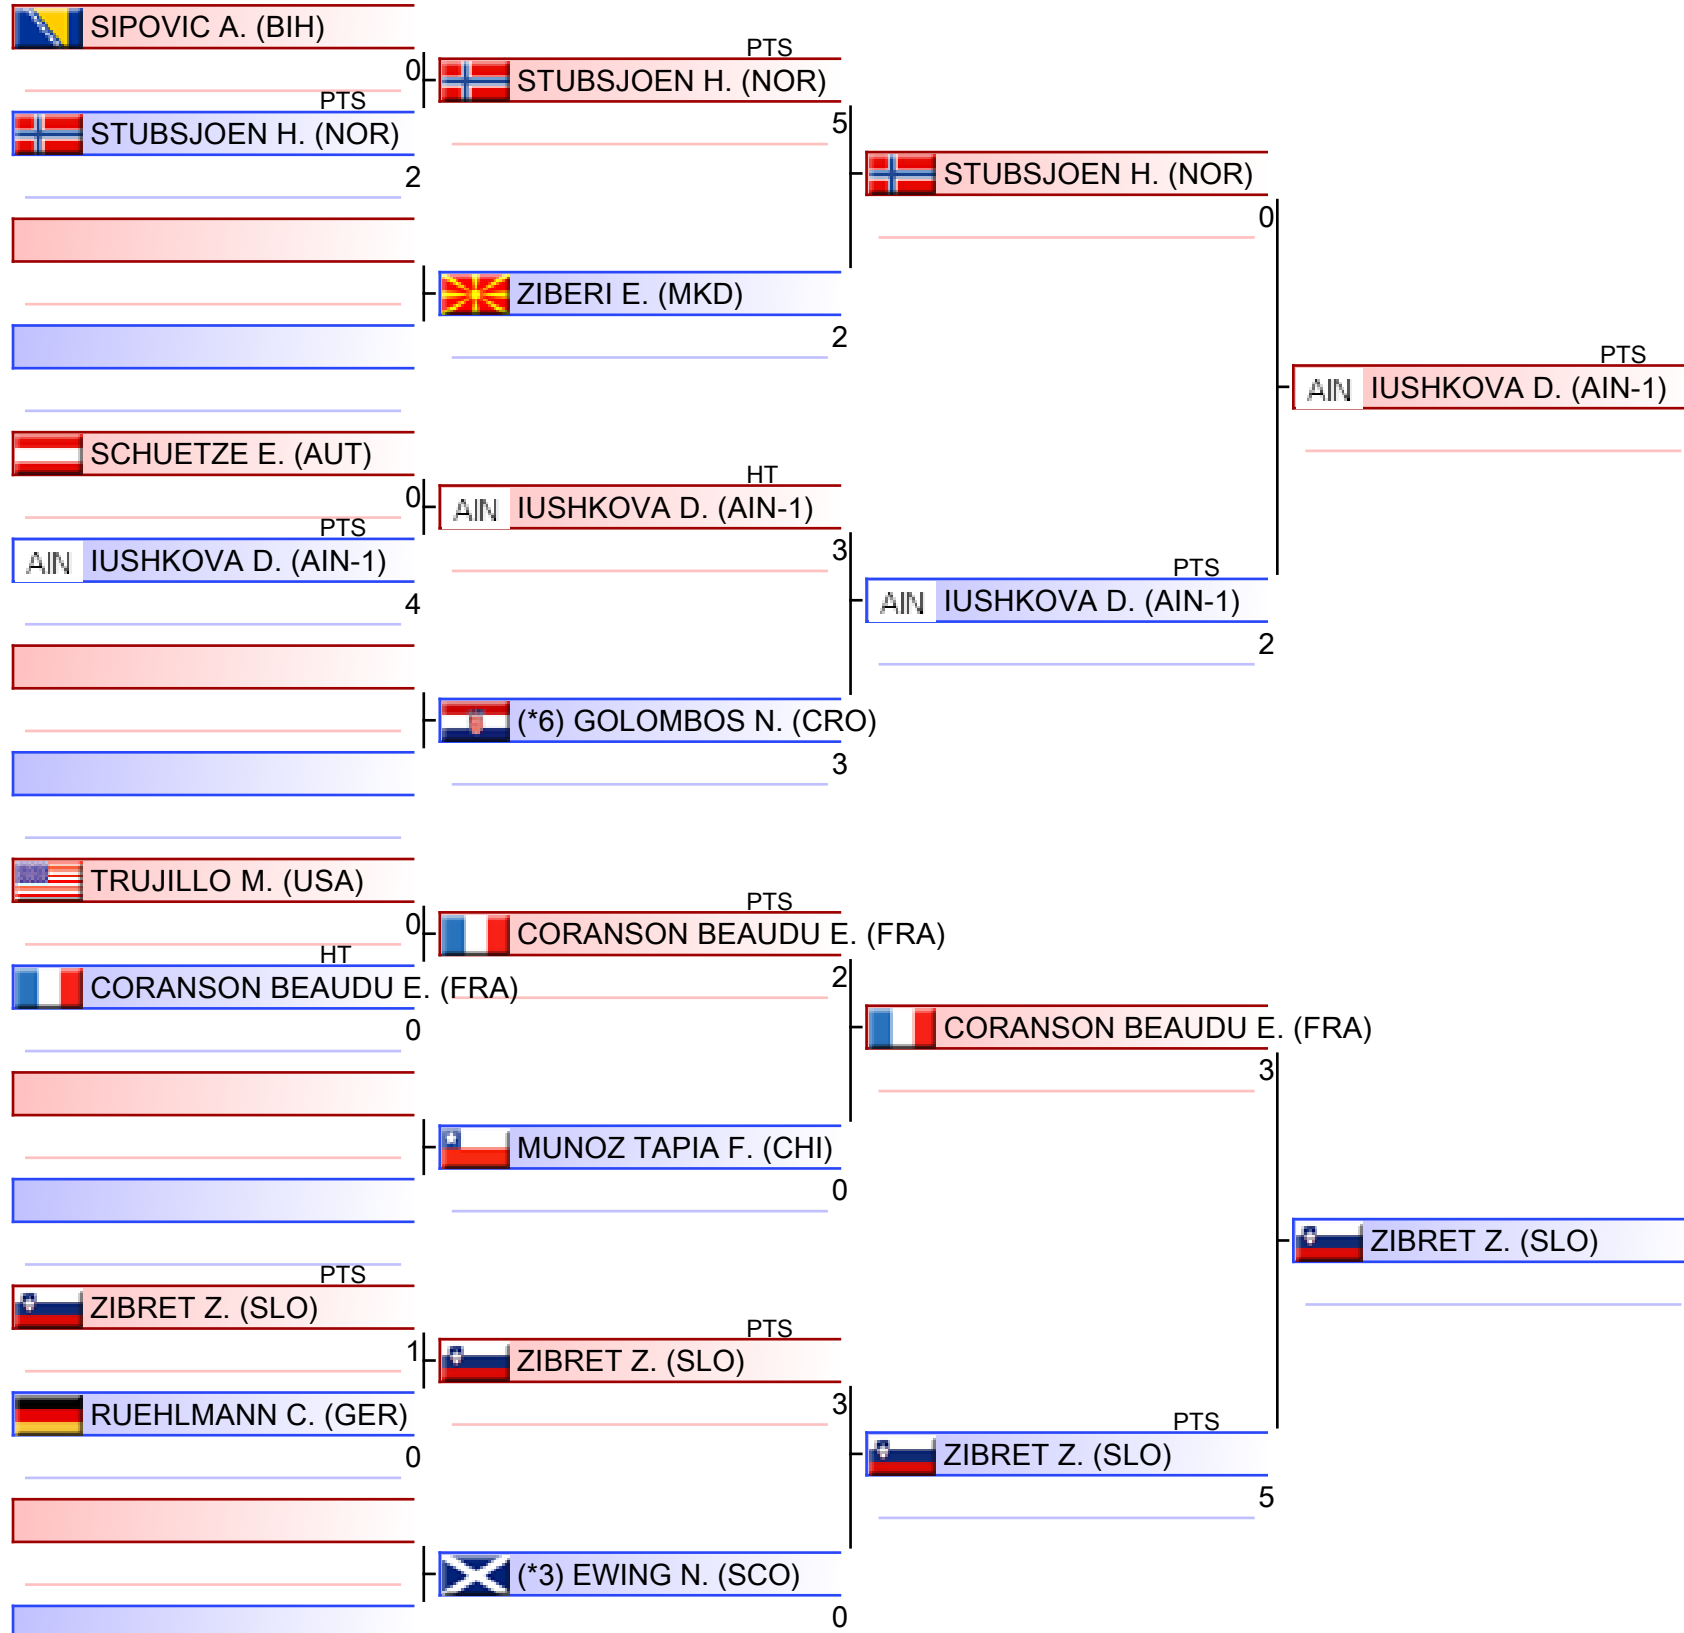 SIPOVIC A. (BIH)
0
PTS
STUBSJOEN H. (NOR)
2
SCHUETZE E. (AUT)
0
PTS
AIN IUSHKOVA D. (AIN-1)
4
TRUJILLO M. (USA)
0
HT
CORANSON BEAUDU E. (FRA)
0
PTS
ZIBRET Z. (SLO)
1
RUEHLMANN C. (GER)
0
PTS
STUBSJOEN H. (NOR)
5
ZIBERI E. (MKD)
2
HT
AIN IUSHKOVA D. (AIN-1)
3
(*6) GOLOMBOS N. (CRO)
3
PTS
CORANSON BEAUDU E. (FRA)
2
MUNOZ TAPIA F. (CHI)
0
PTS
ZIBRET Z. (SLO)
3
(*3) EWING N. (SCO)
0
STUBSJOEN H. (NOR)
0
PTS
AIN IUSHKOVA D. (AIN-1)
2
CORANSON BEAUDU E. (FRA)
3
PTS
ZIBRET Z. (SLO)
5
PTS
AIN IUSHKOVA D. (AIN-1)
ZIBRET Z. (SLO)